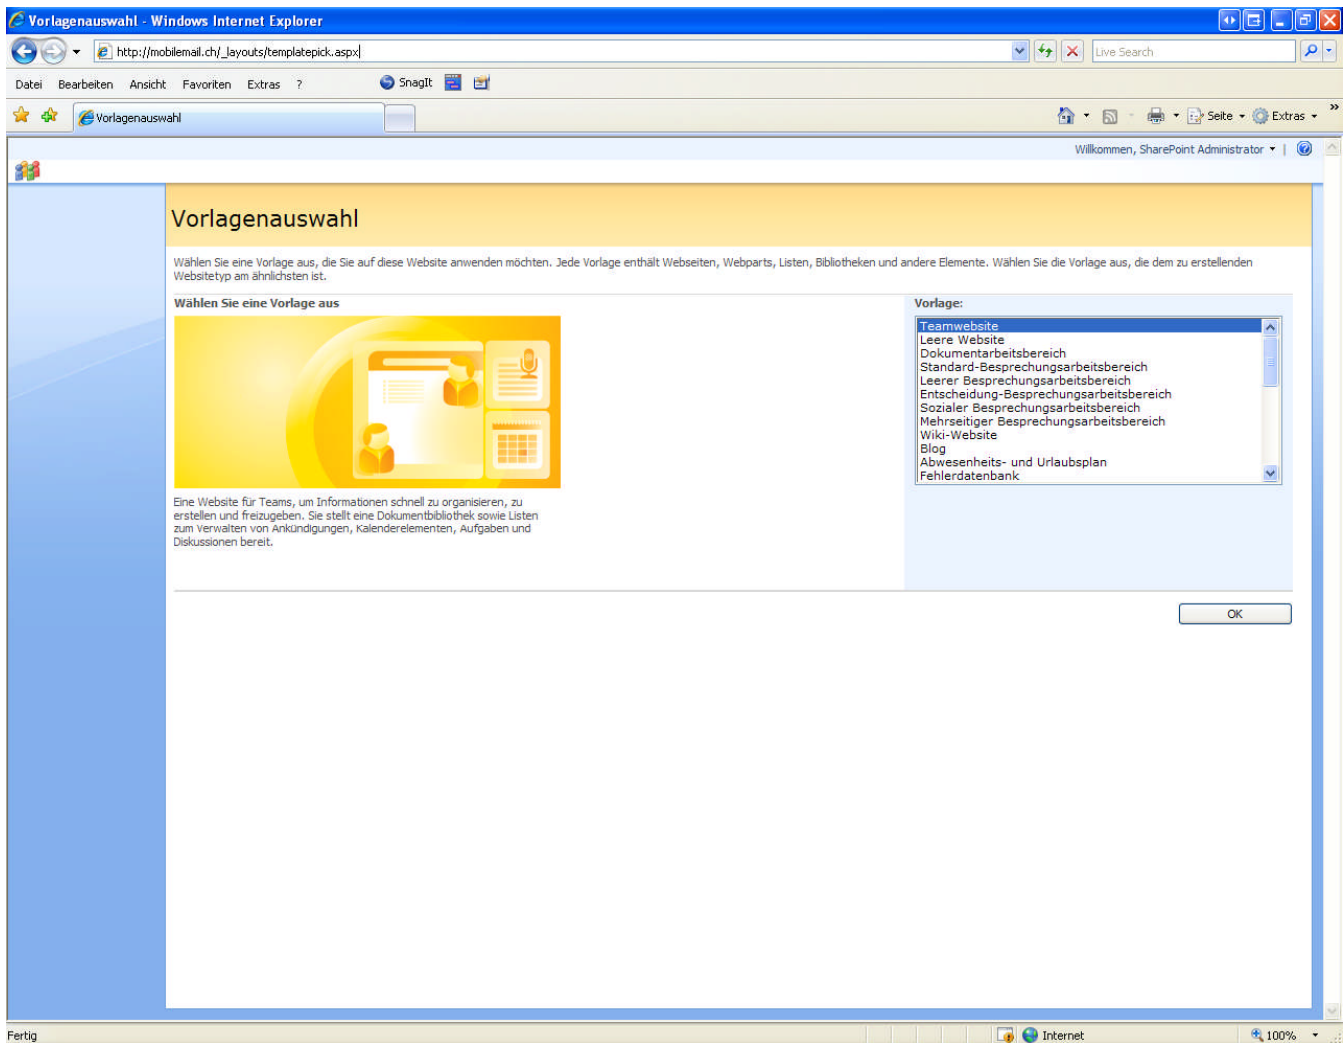 Vorlagenauswahl - Windows Internet Explorer
http://mobilemail.ch/_layouts/templatepick.aspx
Live Search
Datei Bearbeiten Ansicht Favoriten Extras ? SnagIt
Vorlagenauswahl
Seite Extras
Willkommen, SharePoint Administrator
Vorlagenauswahl
Wählen Sie eine Vorlage aus, die Sie auf diese Website anwenden möchten. Jede Vorlage enthält Webseiten, Webparts, Listen, Bibliotheken und andere Elemente. Wählen Sie die Vorlage aus, die dem zu erstellenden
Websitetyp am ähnlichsten ist.
Wählen Sie eine Vorlage aus
Eine Website für Teams, um Informationen schnell zu organisieren, zu
erstellen und freizugeben. Sie stellt eine Dokumentbibliothek sowie Listen
zum Verwalten von Ankündigungen, Kalenderelementen, Aufgaben und
Diskussionen bereit.
Vorlage:
Teamwebsite
Leere Website
Dokumentarbeitsbereich
Standard-Besprechungsarbeitsbereich
Leerer Besprechungsarbeitsbereich
Entscheidung-Besprechungsarbeitsbereich
Sozialer Besprechungsarbeitsbereich
Mehrseitiger Besprechungsarbeitsbereich
Wiki-Website
Blog
Abwesenheits- und Urlaubsplan
Fehlerdatenbank
OK
Fertig
Internet
100%